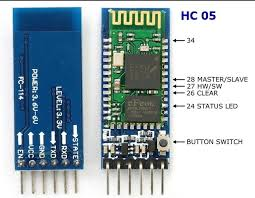 HC 05
34
28 MASTER/SLAVE
27 HW/SW
26 CLEAR
24 STATUS LED
BUTTON SWITCH
FC-114
POWER: 3.6V-6V
LEVEL: 3.3V
EN
VCC
GND
TXD
RXD
STATE